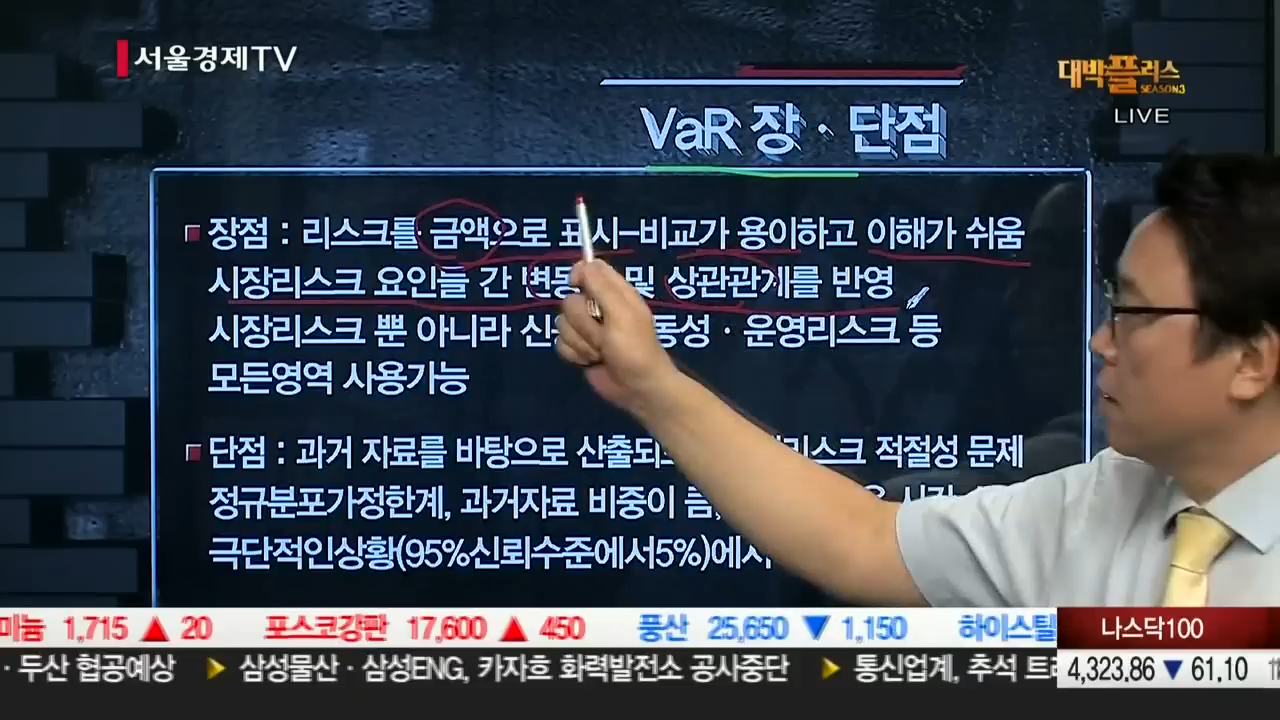 서울경제TV
대박플러스
SEASON3
LIVE
VaR 장·단점
장점 : 리스크를 금액으로 표시-비교가 용이하고 이해가 쉬움
시장리스크 요인들 간 변동 및 상관관계를 반영
시장리스크 뿐 아니라 신 동성·운영리스크 등
모든영역 사용가능
단점 : 과거 자료를 바탕으로 산출되 리스크 적절성 문제
정규분포가정한계, 과거자료 비중이 큼,
극단적인상황(95%신뢰수준에서5%)에서
미늄 1,715 ▲ 20 포스코강판 17,600 ▲ 450 풍산 25,650 ▼ 1,150 하이스틸 나스닥100
· 두산 협공예상 ▶ 삼성물산·삼성ENG, 카자흐 화력발전소 공사중단 ▶ 통신업계, 추석 트래 4,323.86 ▼ 61.10